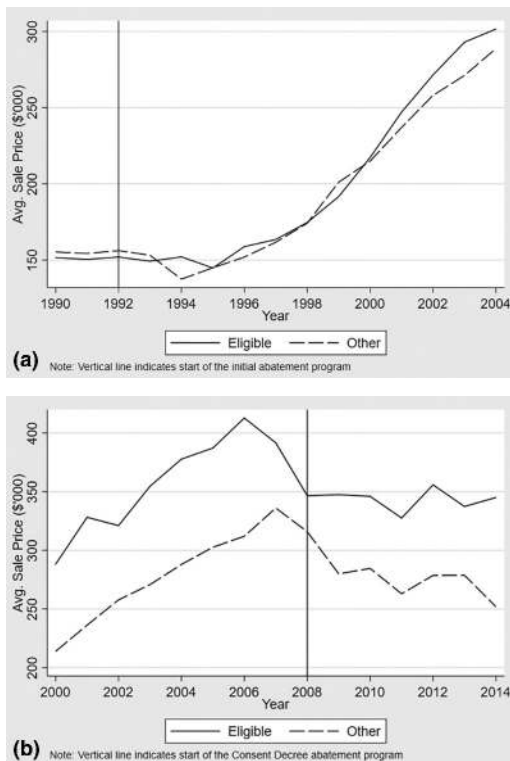 300
250
200
150
Avg. Sale Price ($'000)
1990 1992 1994 1996 1998 2000 2002 2004
Year
Eligible Other
(a) Note: Vertical line indicates start of the initial abatement program
400
350
300
250
200
Avg. Sale Price ($'000)
2000 2002 2004 2006 2008 2010 2012 2014
Year
Eligible Other
(b) Note: Vertical line indicates start of the Consent Decree abatement program